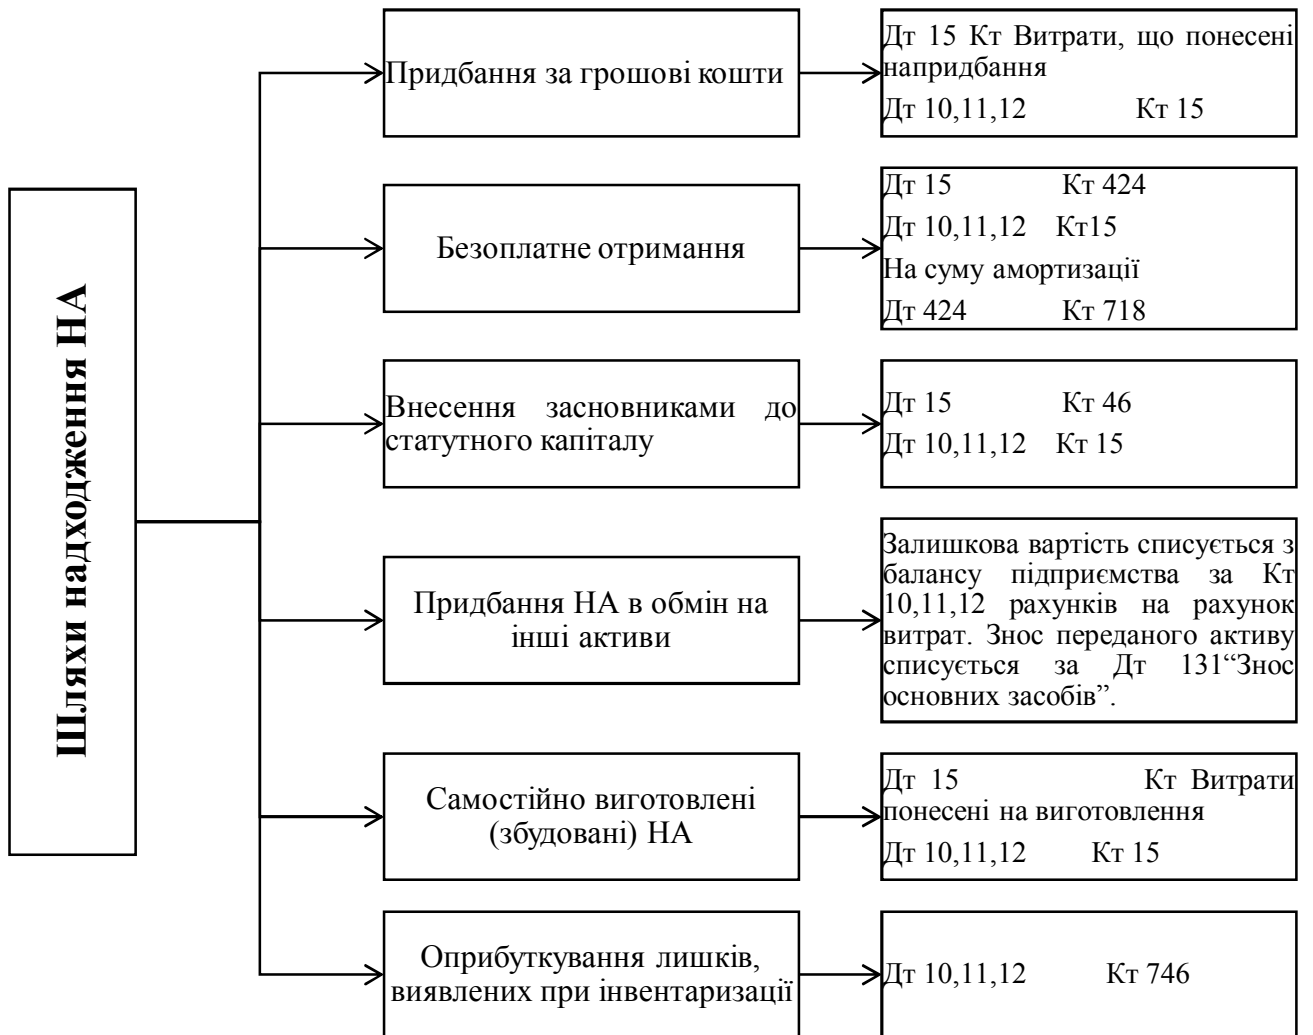 Шляхи надходження НА
Придбання за грошові кошти
Дт 15 Кт Витрати, що понесені
напридбання
Дт 10,11,12 Кт 15
Безоплатне отримання
Дт 15 Кт 424
Дт 10,11,12 Кт15
На суму амортизації
Дт 424 Кт 718
Внесення засновниками до
статутного капіталу
Дт 15 Кт 46
Дт 10,11,12 Кт 15
Придбання НА в обмін на
інші активи
Залишкова вартість списується з
балансу підприємства за Кт
10,11,12 рахунків на рахунок
витрат. Знос переданого активу
списується за Дт 131“Знос
основних засобів”.
Самостійно виготовлені
(збудовані) НА
Дт 15 Кт Витрати
понесені на виготовлення
Дт 10,11,12 Кт 15
Оприбуткування лишків,
виявлених при інвентаризації
Дт 10,11,12 Кт 746